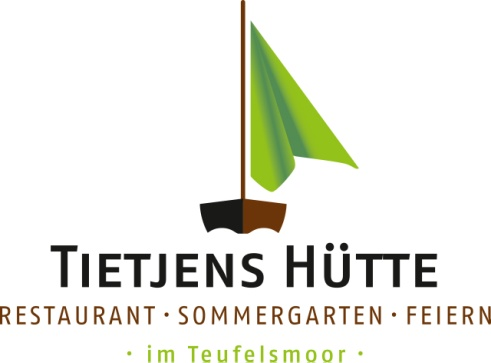 TIETJENS HÜTTE
RESTAURANT · SOMMERGARTEN · FEIERN
· im Teufelsmoor ·